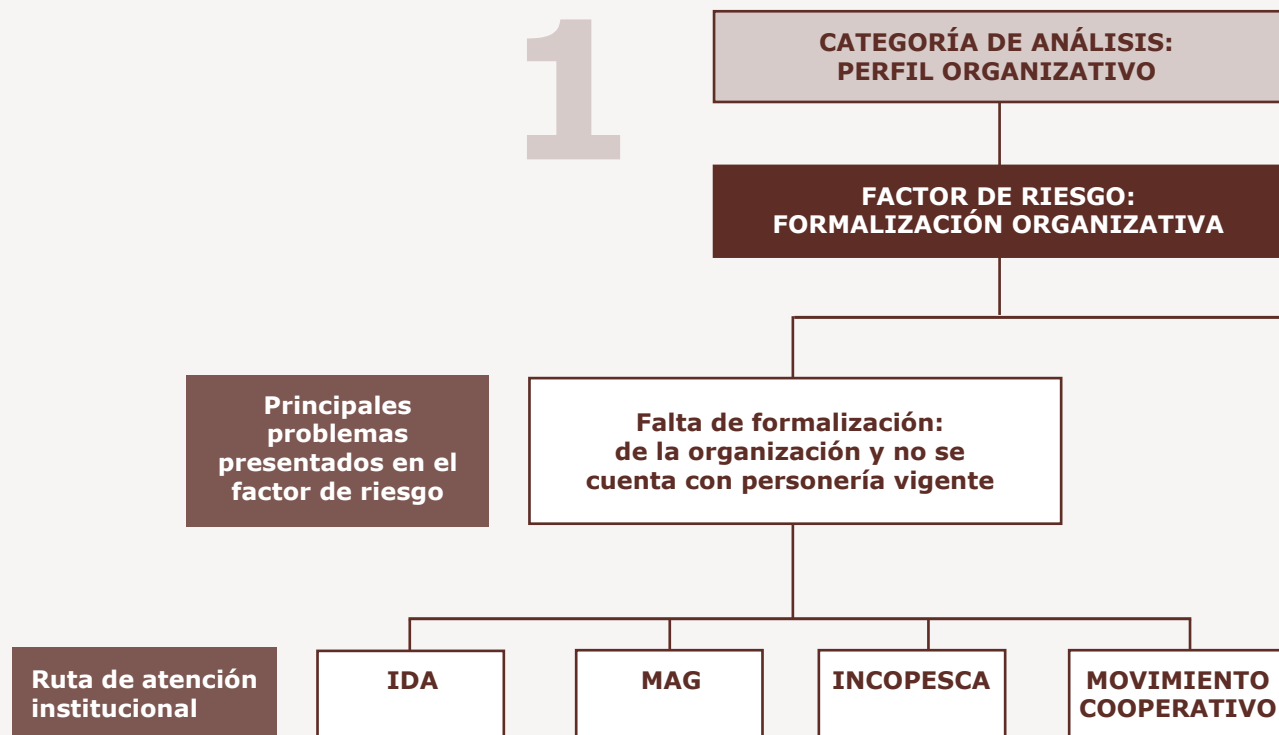 1
CATEGORÍA DE ANÁLISIS:
PERFIL ORGANIZATIVO
FACTOR DE RIESGO:
FORMALIZACIÓN ORGANIZATIVA
Principales
problemas
presentados en el
factor de riesgo
Falta de formalización:
de la organización y no se
cuenta con personería vigente
Ruta de atención
institucional
IDA
MAG
INCOPESCA
MOVIMIENTO
COOPERATIVO